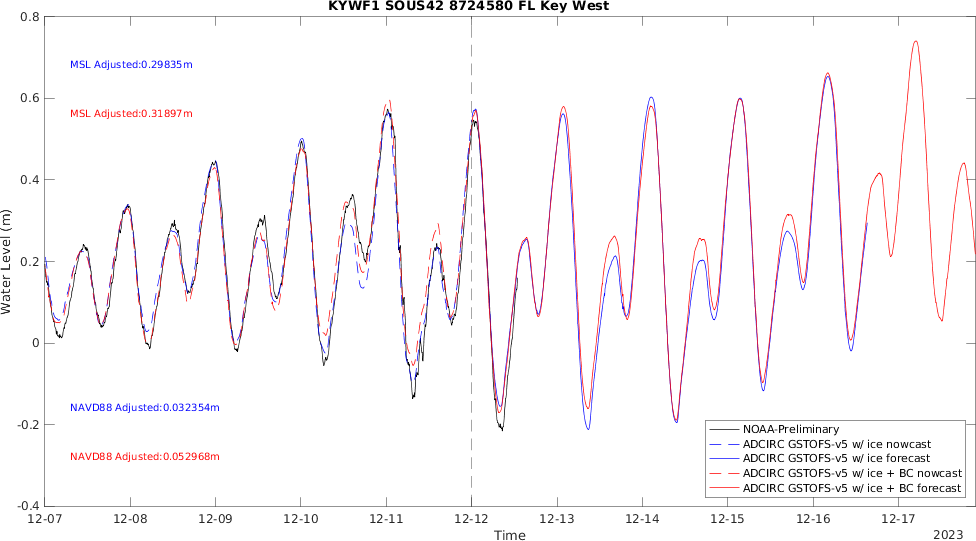 KYWF1 SOUS42 8724580 FL Key West
0.8
0.6
0.4
0.2
0
-0.2
-0.4
Water Level (m)
MSL Adjusted:0.29835m
MSL Adjusted:0.31897m
NAVD88 Adjusted:0.032354m
NAVD88 Adjusted:0.052968m
NOAA-Preliminary
ADCIRC GSTOFS-v5 w/ ice nowcast
ADCIRC GSTOFS-v5 w/ ice forecast
ADCIRC GSTOFS-v5 w/ ice + BC nowcast
ADCIRC GSTOFS-v5 w/ ice + BC forecast
12-07 12-08 12-09 12-10 12-11 12-12 12-13 12-14 12-15 12-16 12-17
Time
2023